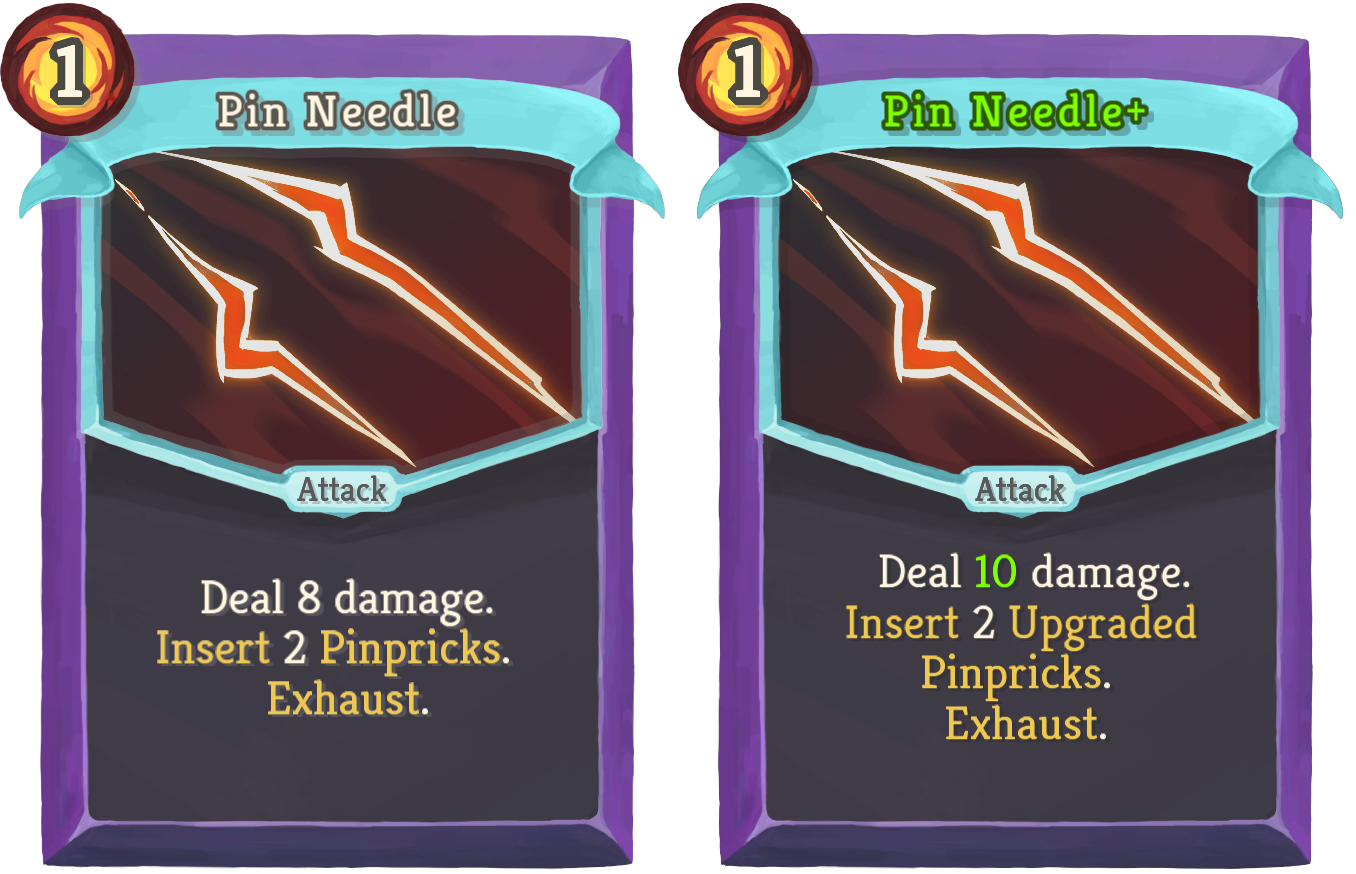 1
Pin Needle
Attack
Deal 8 damage.
Insert 2 Pinpricks.
Exhaust.
1
Pin Needle+
Attack
Deal 10 damage.
Insert 2 Upgraded
Pinpricks.
Exhaust.